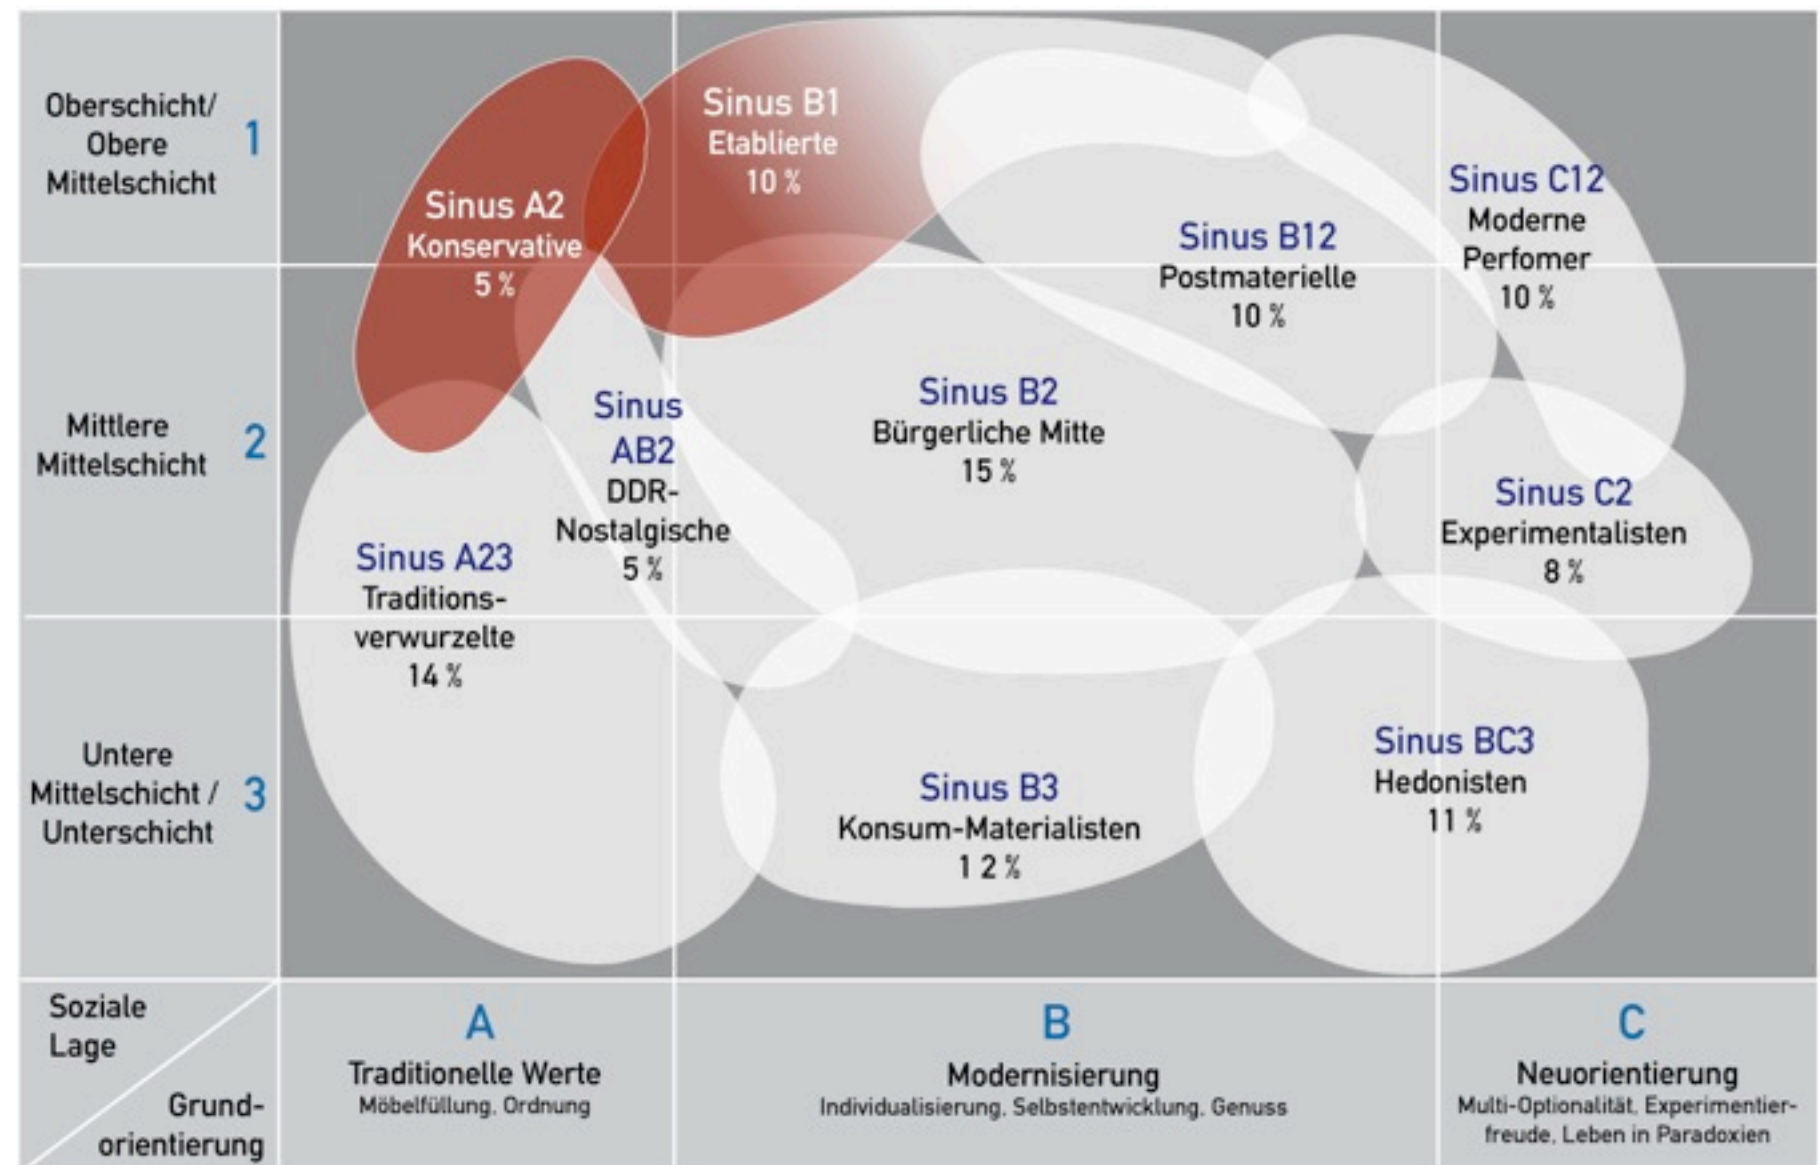 Oberschicht/
Obere
Mittelschicht
1
Mittlere
Mittelschicht
2
Untere
Mittelschicht /
Unterschicht
3
Sinus A2
Konservative
5 %
Sinus B1
Etablierte
10 %
Sinus B12
Postmaterielle
10 %
Sinus C12
Moderne
Perfomer
10 %
Sinus
AB2
DDR-
Nostalgische
5 %
Sinus B2
Bürgerliche Mitte
15 %
Sinus C2
Experimentalisten
8 %
Sinus A23
Traditions-
verwurzelte
14 %
Sinus B3
Konsum-Materialisten
1 2 %
Sinus BC3
Hedonisten
11 %
Soziale
Lage
Grund-
orientierung
A
Traditionelle Werte
Möbelfüllung, Ordnung
B
Modernisierung
Individualisierung, Selbstentwicklung, Genuss
C
Neuorientierung
Multi-Optionalität, Experimentier-
freude, Leben in Paradoxien